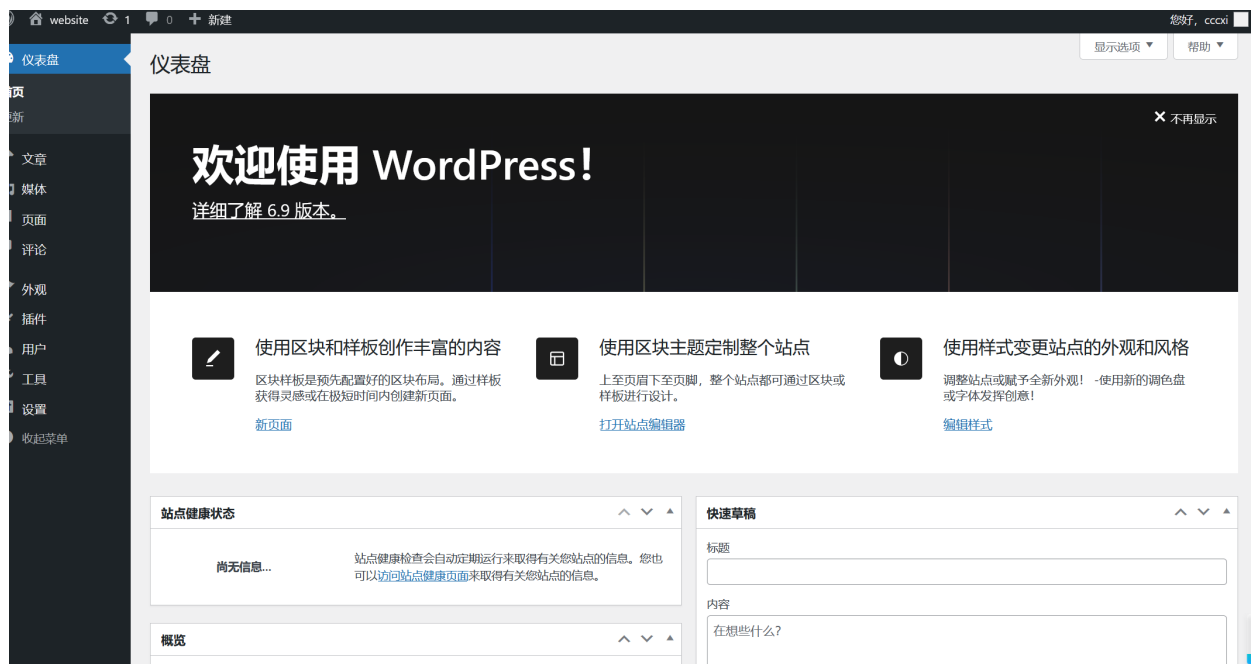 website 1 0 新建
您好, cccxi
仪表盘
首页
更新
文章
媒体
页面
评论
外观
插件
用户
工具
设置
收起菜单
仪表盘
显示选项
帮助
不再显示
欢迎使用 WordPress！
详细了解 6.9 版本。
使用区块和样板创作丰富的内容
区块样板是预先配置好的区块布局。通过样板
获得灵感或在极短时间内创建新页面。
新页面
使用区块主题定制整个站点
上至页眉下至页脚，整个站点都可通过区块或
样板进行设计。
打开站点编辑器
使用样式变更站点的外观和风格
调整站点或赋予全新外观！ -使用新的调色盘
或字体发挥创意！
编辑样式
站点健康状态
尚无信息...
站点健康检查会自动定期运行来取得有关您站点的信息。您也
可以访问站点健康页面来取得有关您站点的信息。
概览
快速草稿
标题
内容
在想些什么?